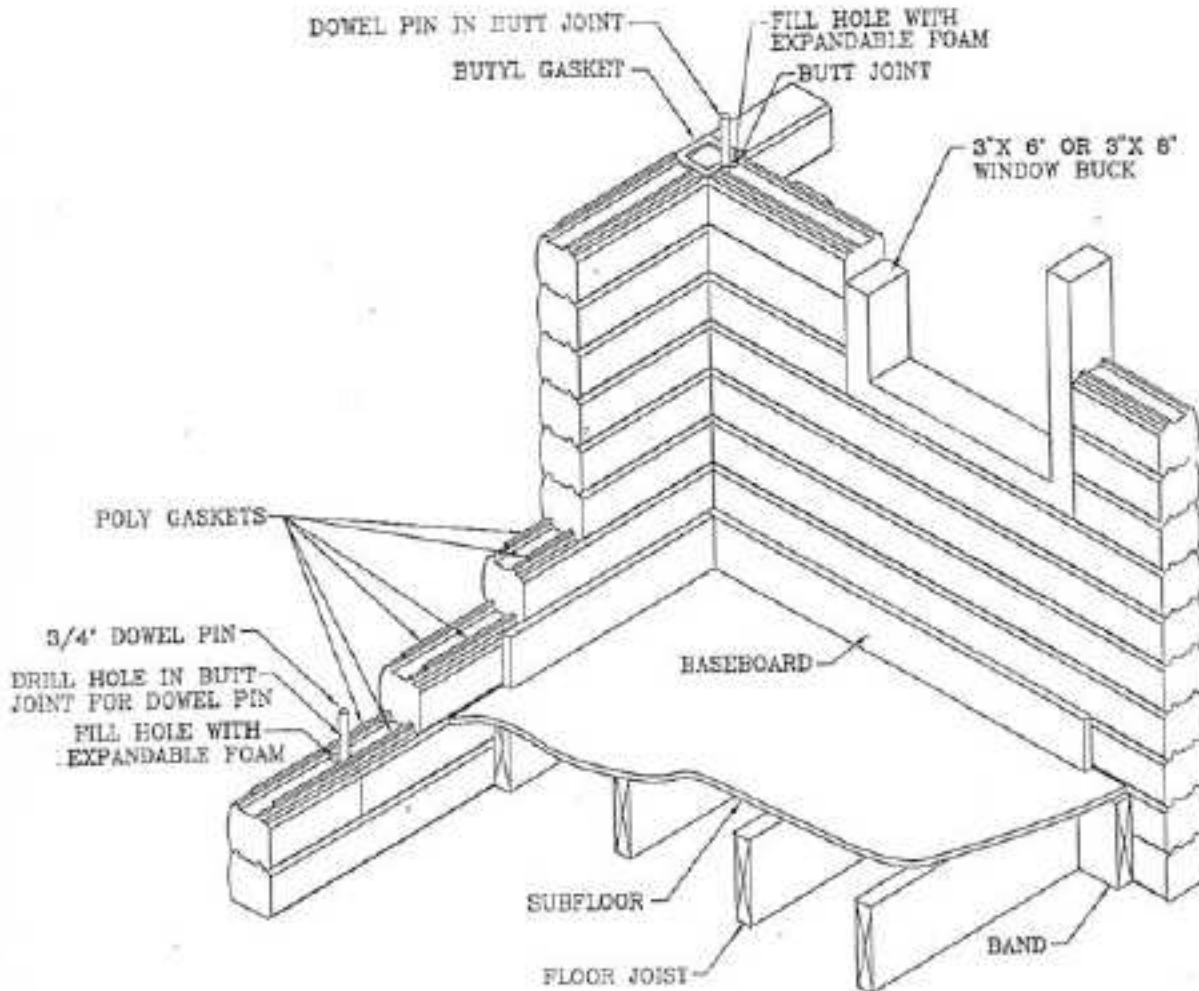 DOWEL PIN IN BUTT JOINT
FILL HOLE WITH
EXPANDABLE FOAM
BUTYL GASKET
BUTT JOINT
3"X 6" OR 3"X 8"
WINDOW BUCK
POLY GASKETS
3/4" DOWEL PIN
DRILL HOLE IN BUTT
JOINT FOR DOWEL PIN
FILL HOLE WITH
EXPANDABLE FOAM
BASEBOARD
SUBFLOOR
FLOOR JOIST
BAND